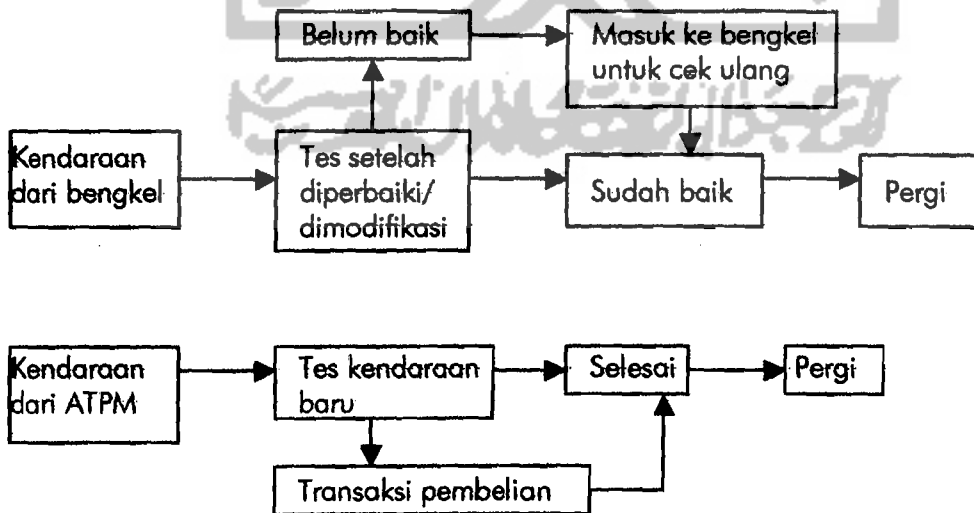 Belum baik
Masuk ke bengkel
untuk cek ulang
Kendaraan
dari bengkel
Tes setelah
diperbaiki/
dimodifikasi
Sudah baik
Pergi
Kendaraan
dari ATPM
Tes kendaraan
baru
Selesai
Pergi
Transaksi pembelian